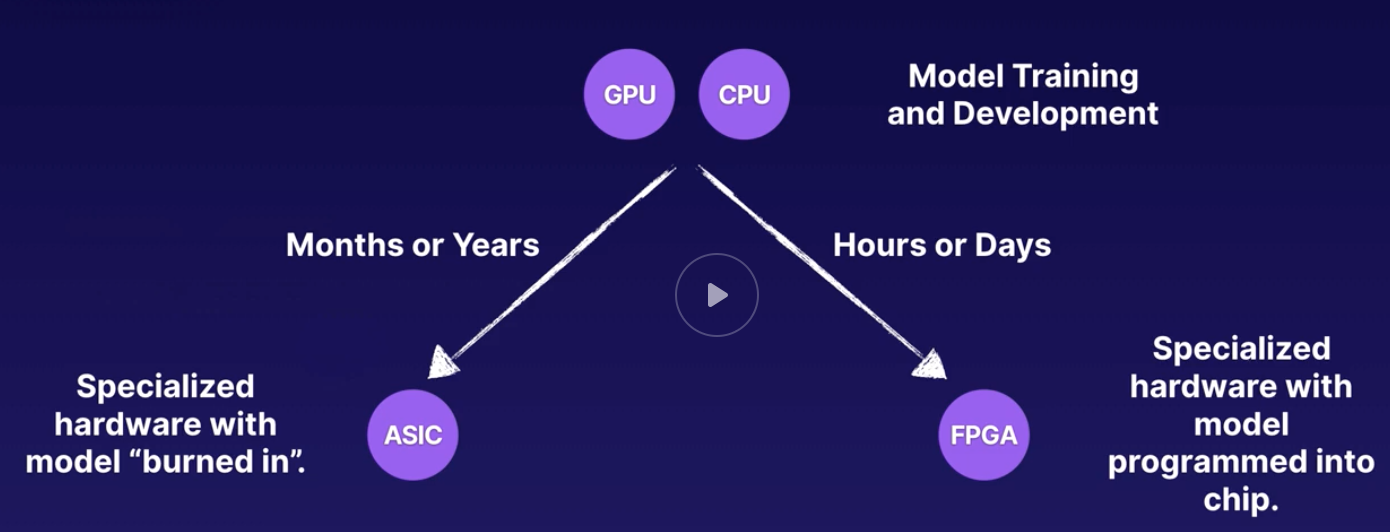 GPU
CPU
Model Training
and Development
Months or Years
Hours or Days
Specialized
hardware with
model “burned in”.
ASIC
FPGA
Specialized
hardware with
model
programmed into
chip.